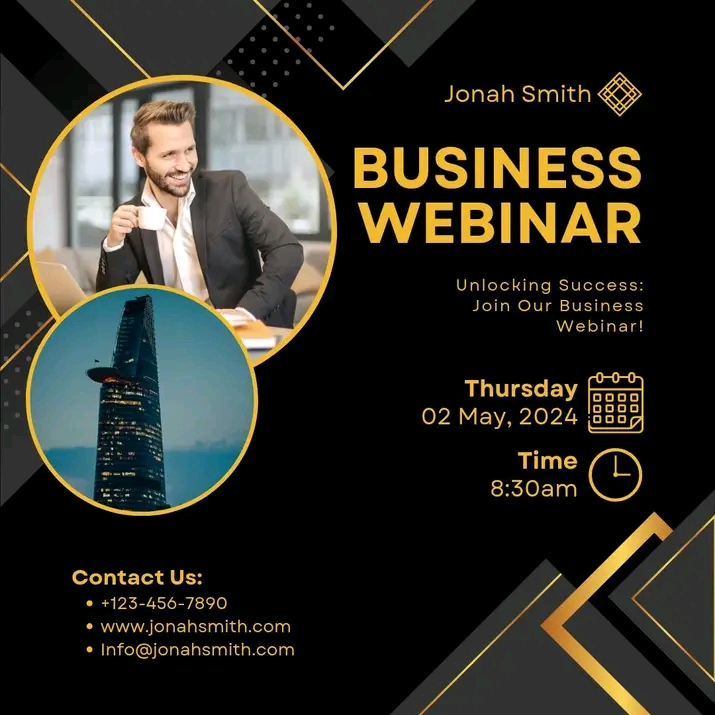 Jonah Smith
BUSINESS
WEBINAR
Unlocking Success:
Join Our Business
Webinar!
Thursday
02 May, 2024
Time
8:30am
Contact Us:
+123-456-7890
www.jonahsmith.com
Info@jonahsmith.com